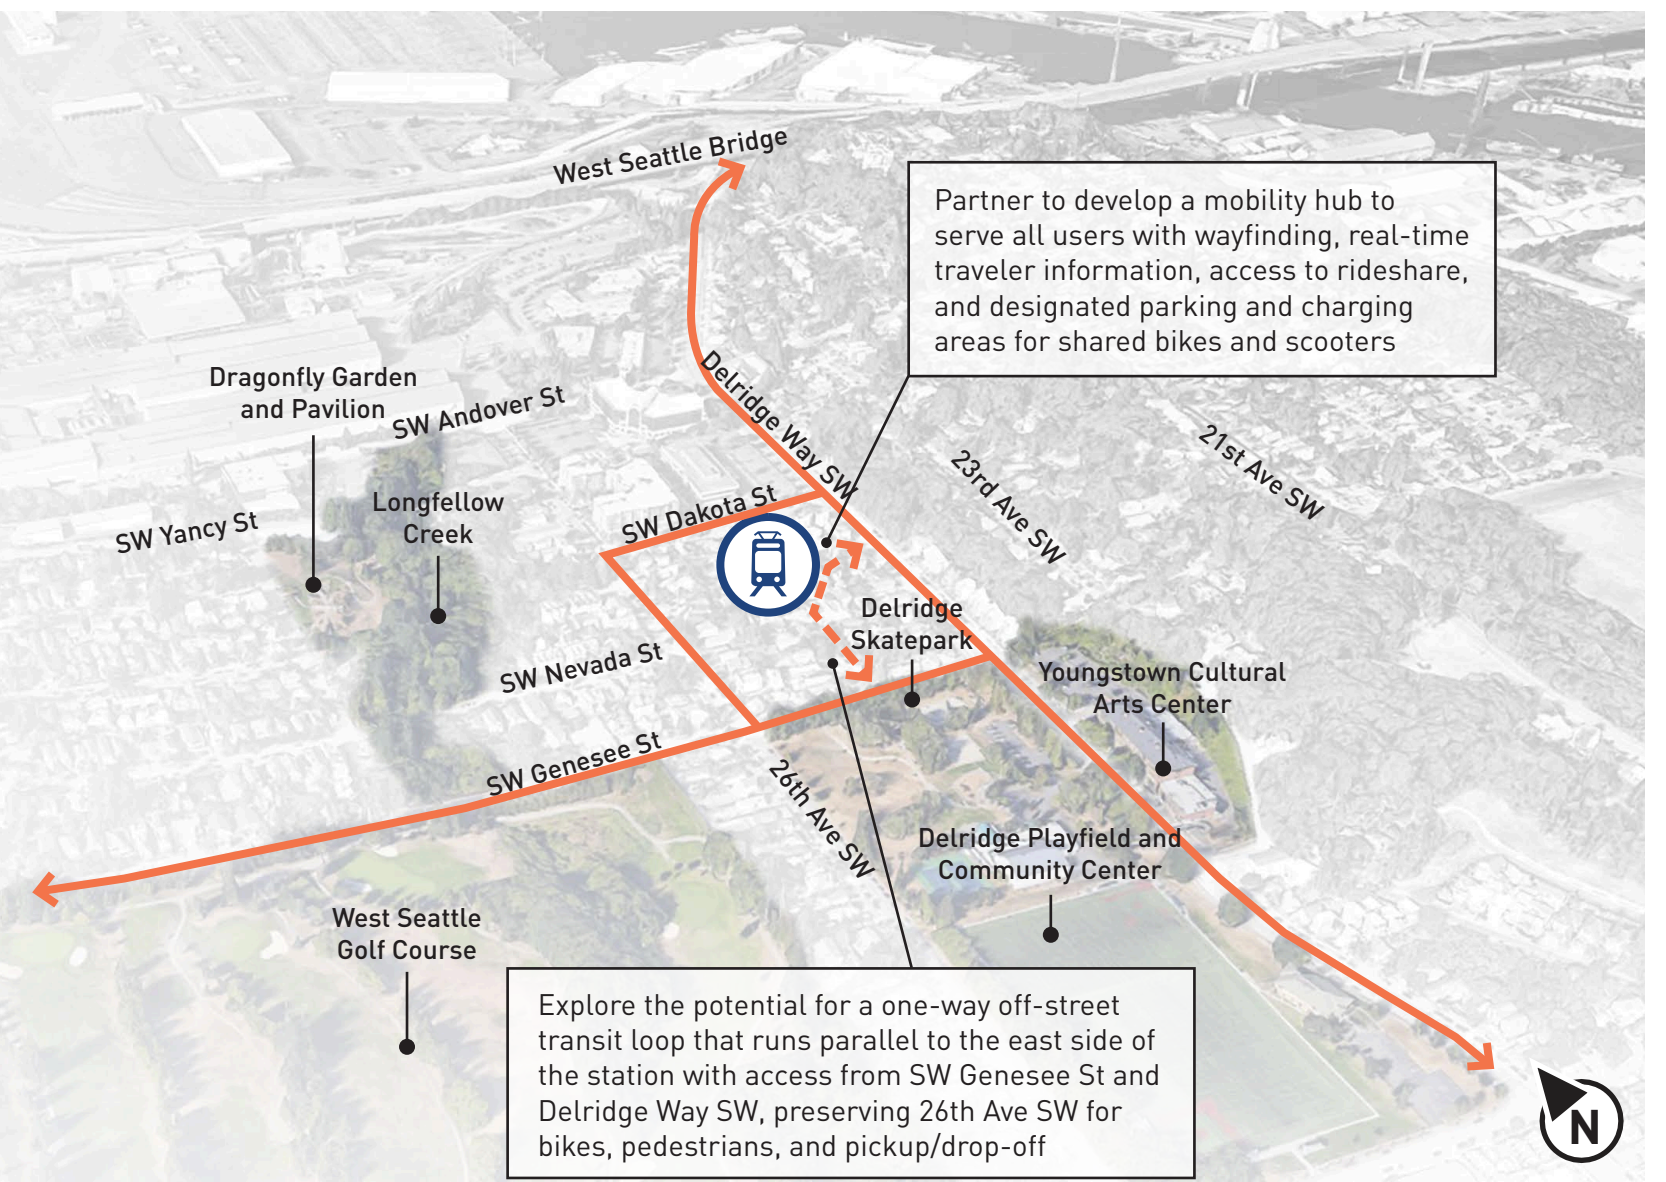 West Seattle Bridge
Partner to develop a mobility hub to
serve all users with wayfinding, real-time
traveler information, access to rideshare,
and designated parking and charging
areas for shared bikes and scooters
Dragonfly Garden
and Pavilion
SW Andover St
Delridge Way SW
23rd Ave SW
21st Ave SW
Longfellow
Creek
SW Yancy St
SW Dakota St
Delridge
Skatepark
SW Nevada St
Youngstown Cultural
Arts Center
SW Genesee St
26th Ave SW
Delridge Playfield and
Community Center
West Seattle
Golf Course
Explore the potential for a one-way off-street
transit loop that runs parallel to the east side of
the station with access from SW Genesee St and
Delridge Way SW, preserving 26th Ave SW for
bikes, pedestrians, and pickup/drop-off
N